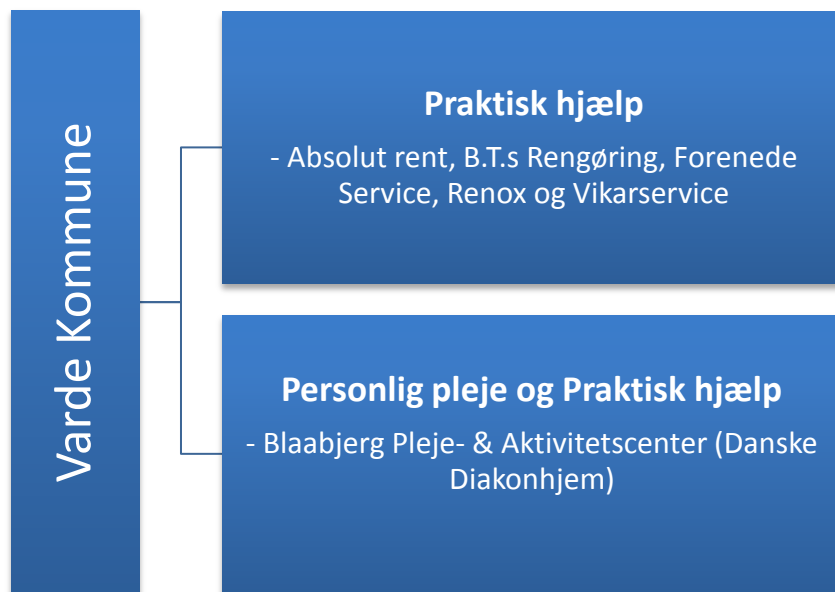 Varde Kommune
Praktisk hjælp
- Absolut rent, B.T.s Rengøring, Forenede
Service, Renox og Vikarservice
Personlig pleje og Praktisk hjælp
- Blaabjerg Pleje- & Aktivitetscenter (Danske
Diakonhjem)